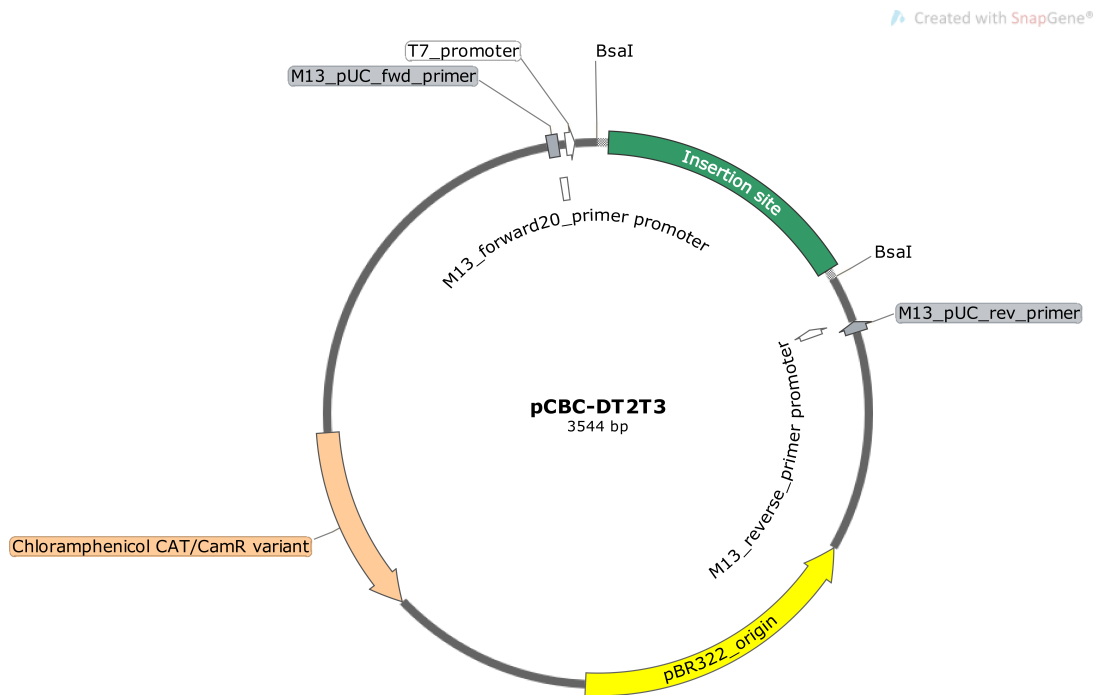 Created with SnapGene®
T7_promoter
BsaI
M13_pUC_fwd_primer
Insertion site
M13_forward20_primer promoter
BsaI
M13_pUC_rev_primer
M13_reverse_primer promoter
pCBC-DT2T3
3544 bp
Chloramphenicol CAT/CamR variant
pBR322_origin